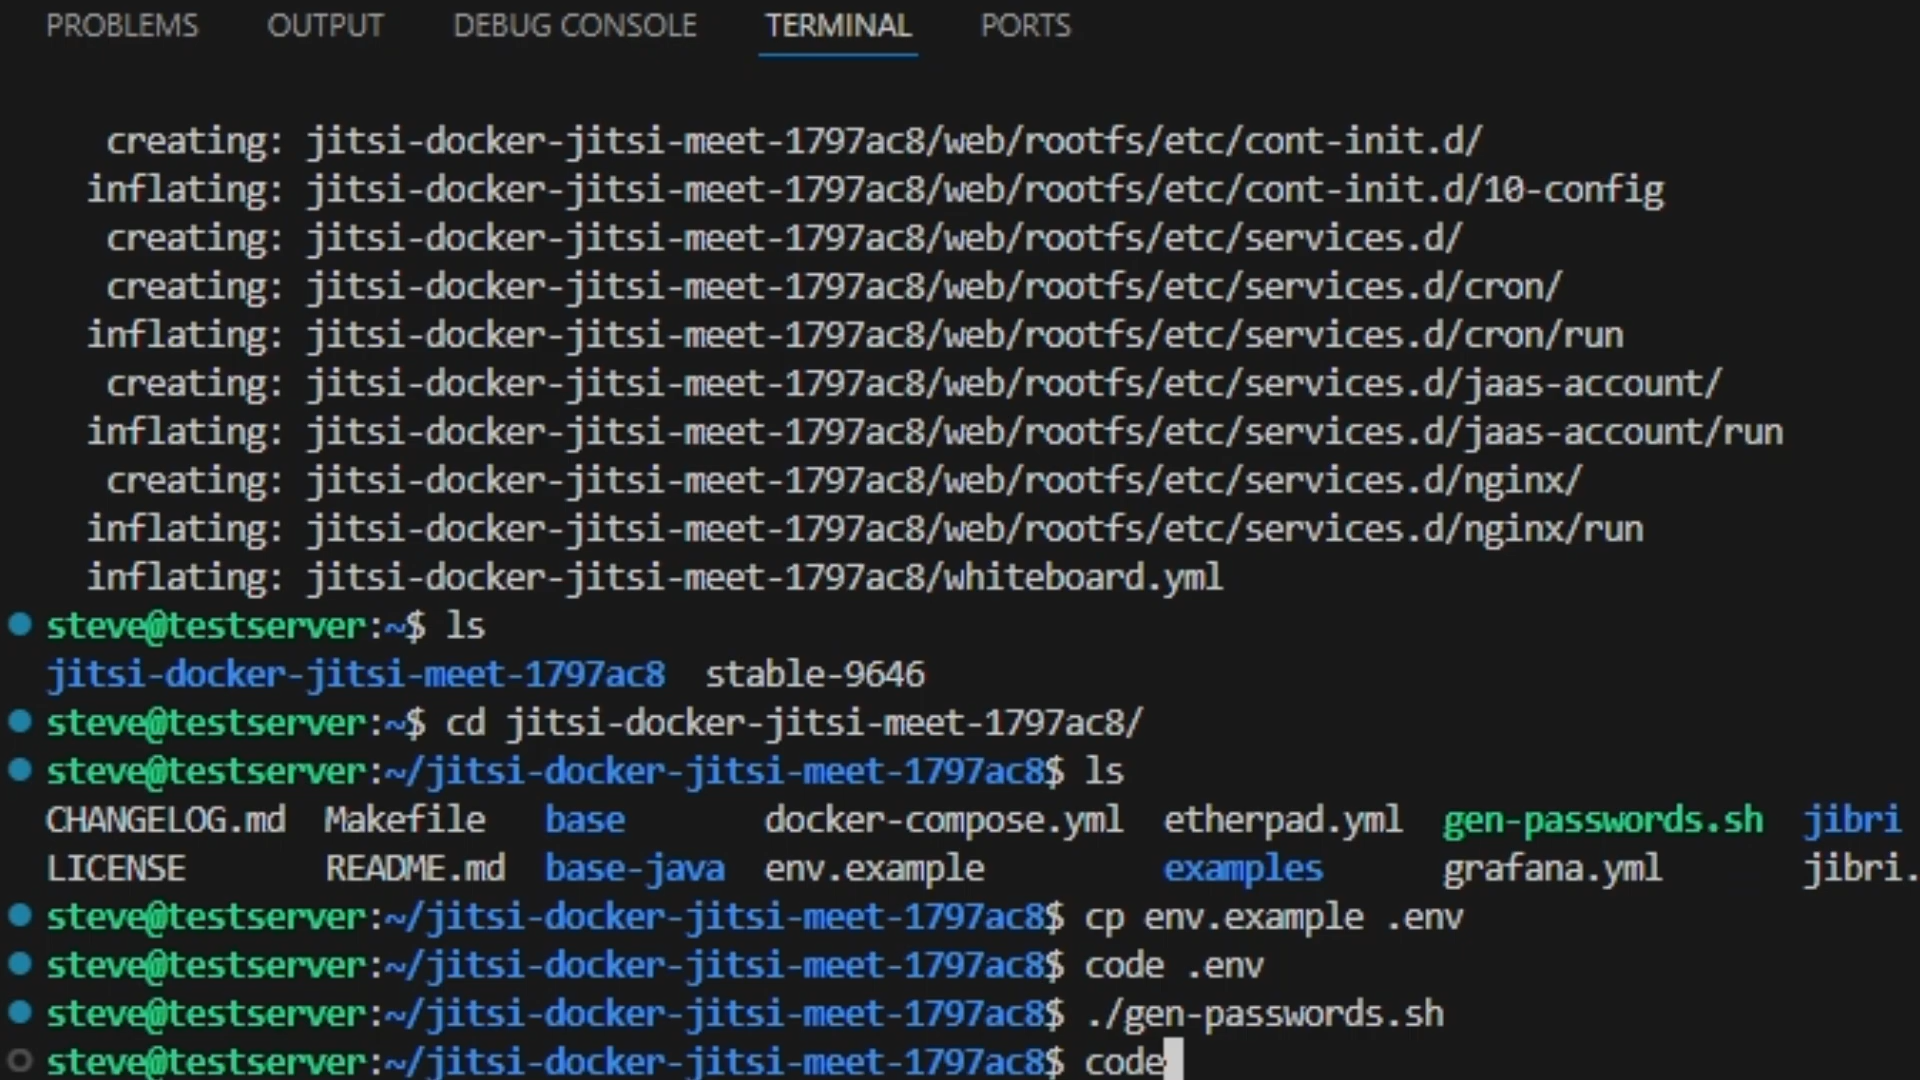 PROBLEMS OUTPUT DEBUG CONSOLE TERMINAL PORTS
creating: jitsi-docker-jitsi-meet-1797ac8/web/rootfs/etc/cont-init.d/
inflating: jitsi-docker-jitsi-meet-1797ac8/web/rootfs/etc/cont-init.d/10-config
creating: jitsi-docker-jitsi-meet-1797ac8/web/rootfs/etc/services.d/
creating: jitsi-docker-jitsi-meet-1797ac8/web/rootfs/etc/services.d/cron/
inflating: jitsi-docker-jitsi-meet-1797ac8/web/rootfs/etc/services.d/cron/run
creating: jitsi-docker-jitsi-meet-1797ac8/web/rootfs/etc/services.d/jaas-account/
inflating: jitsi-docker-jitsi-meet-1797ac8/web/rootfs/etc/services.d/jaas-account/run
creating: jitsi-docker-jitsi-meet-1797ac8/web/rootfs/etc/services.d/nginx/
inflating: jitsi-docker-jitsi-meet-1797ac8/web/rootfs/etc/services.d/nginx/run
inflating: jitsi-docker-jitsi-meet-1797ac8/whiteboard.yml
steve@testserver:~$ ls
jitsi-docker-jitsi-meet-1797ac8 stable-9646
steve@testserver:~$ cd jitsi-docker-jitsi-meet-1797ac8/
steve@testserver:~/jitsi-docker-jitsi-meet-1797ac8$ ls
CHANGELOG.md Makefile base docker-compose.yml etherpad.yml gen-passwords.sh jibri
LICENSE README.md base-java env.example examples grafana.yml jibri.
steve@testserver:~/jitsi-docker-jitsi-meet-1797ac8$ cp env.example .env
steve@testserver:~/jitsi-docker-jitsi-meet-1797ac8$ code .env
steve@testserver:~/jitsi-docker-jitsi-meet-1797ac8$ ./gen-passwords.sh
steve@testserver:~/jitsi-docker-jitsi-meet-1797ac8$ code